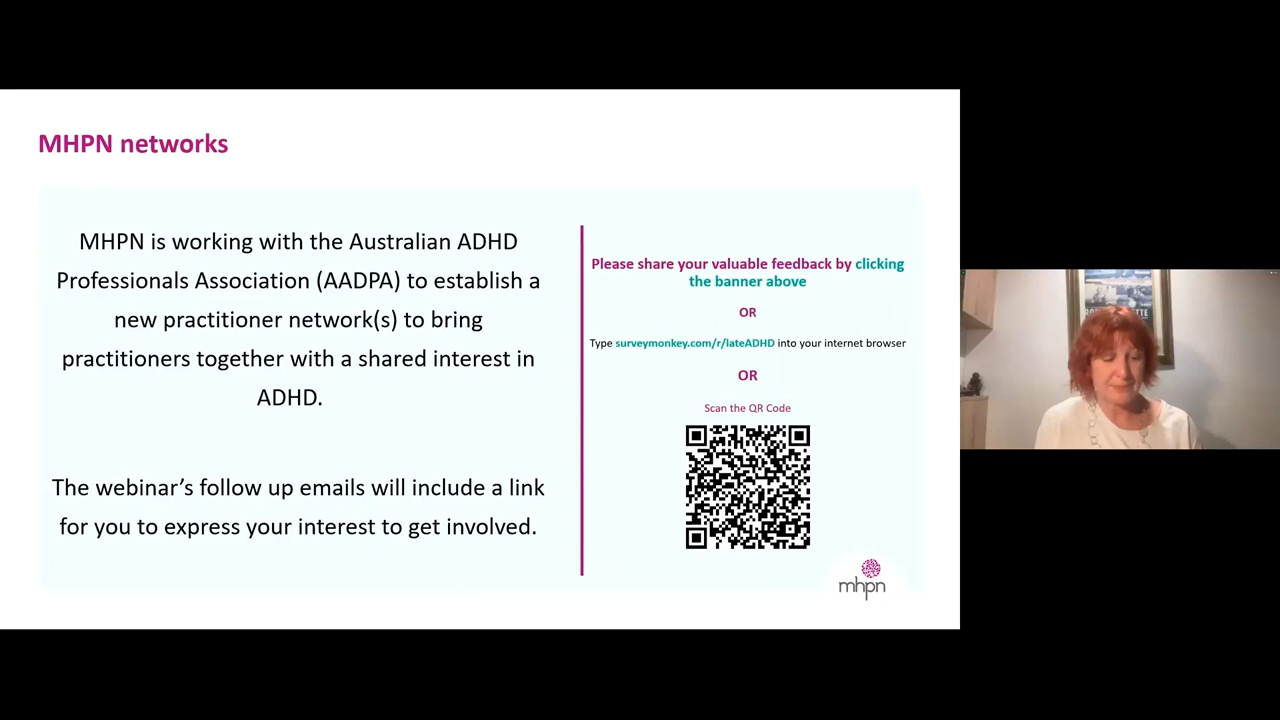 MHPN networks
MHPN is working with the Australian ADHD
Professionals Association (AADPA) to establish a
new practitioner network(s) to bring
practitioners together with a shared interest in
ADHD.
The webinar's follow up emails will include a link
for you to express your interest to get involved.
Please share your valuable feedback by clicking
the banner above
OR
Type surveymonkey.com/r/lateADHD into your internet browser
OR
Scan the QR Code
mhpn